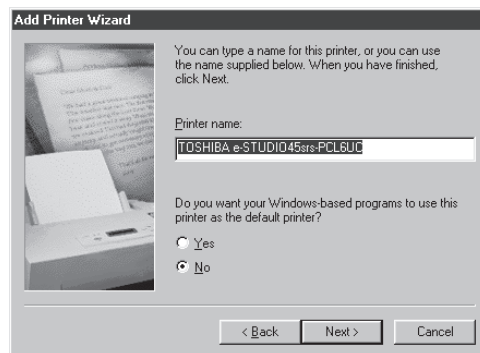 Add Printer Wizard
You can type a name for this printer, or you can use
the name supplied below. When you have finished,
click Next.
Printer name:
TOSHIBA e-STUDIO45srs-PCL6UC
Do you want your Windows-based programs to use this
printer as the default printer?
Yes
No
< Back Next > Cancel